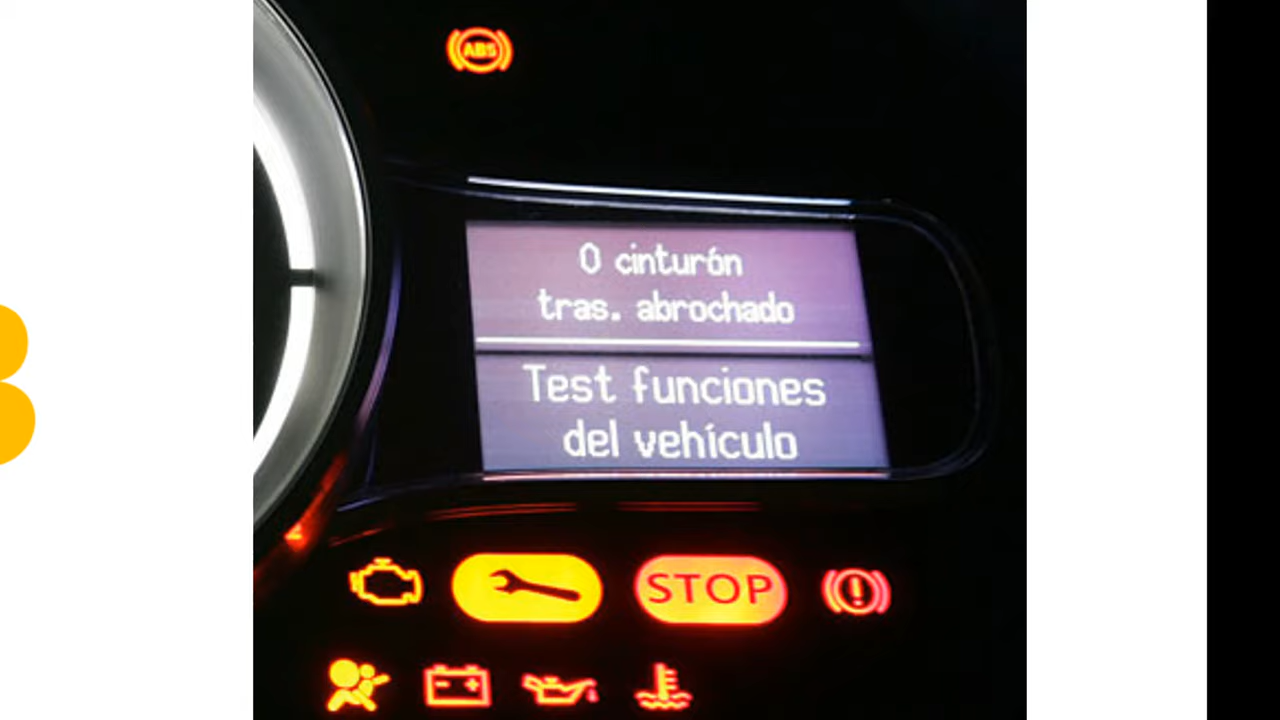 ABS
0 cinturón
tras. abrochado
Test funciones
del vehículo
STOP